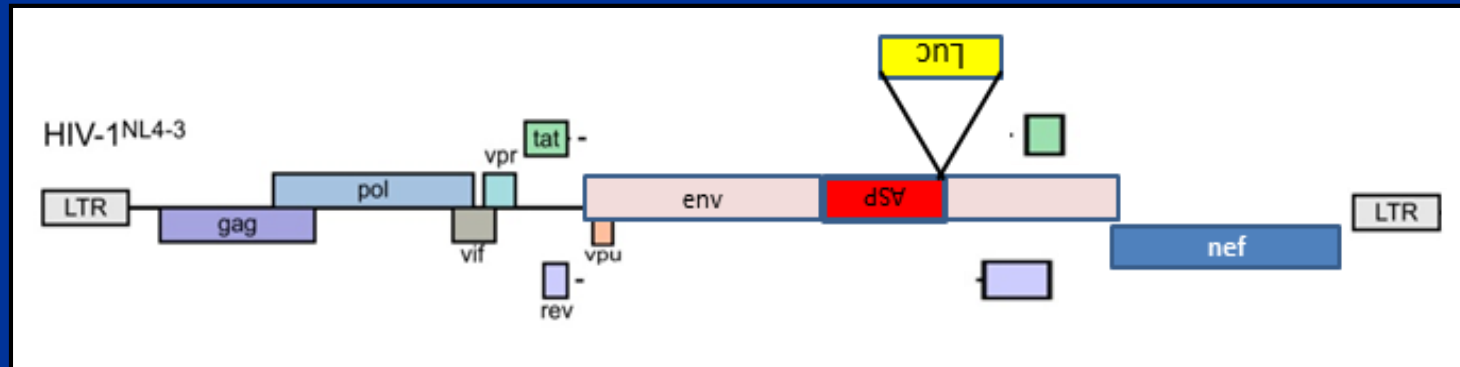 Luc
HIV-1NL4-3
tat
vpr
LTR
pol
env
ASP
LTR
gag
vif
vpu
nef
rev